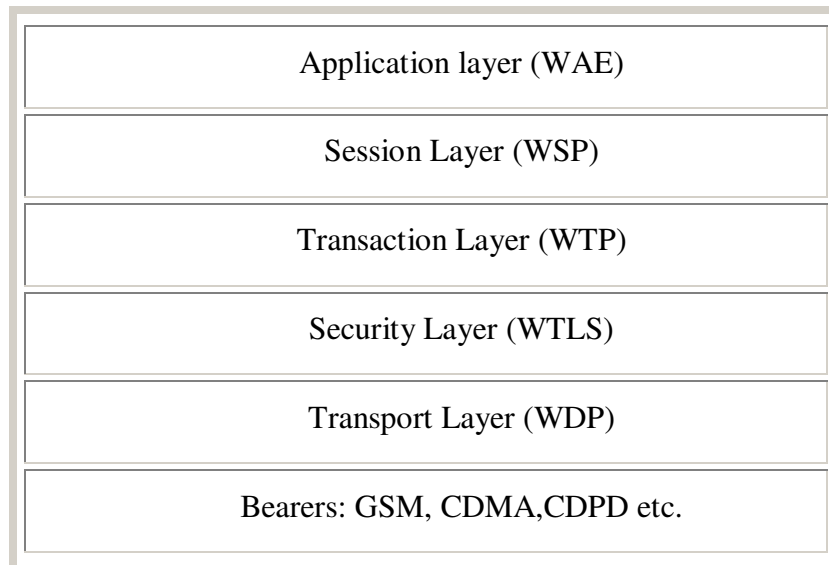 Application layer (WAE)
Session Layer (WSP)
Transaction Layer (WTP)
Security Layer (WTLS)
Transport Layer (WDP)
Bearers: GSM, CDMA,CDPD etc.